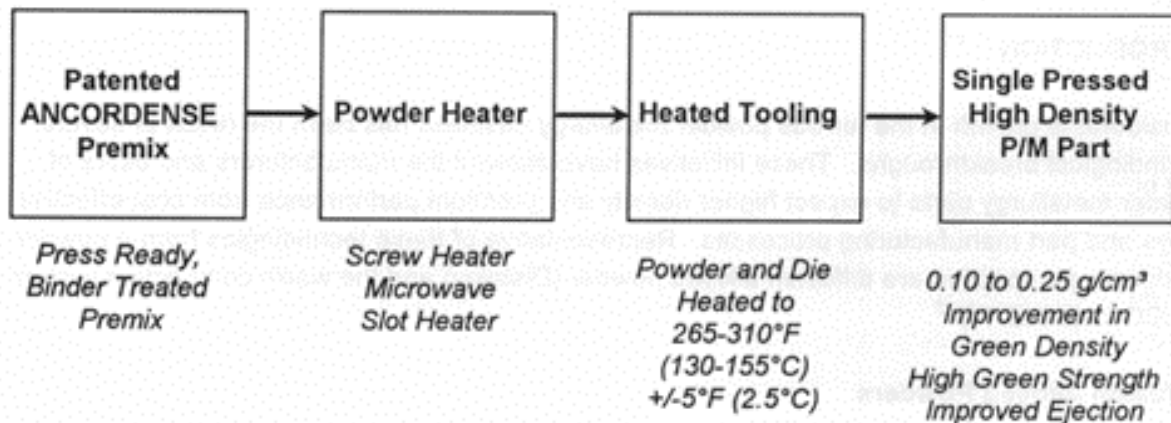 Patented
ANCORDENSE
Premix
Powder Heater
Heated Tooling
Single Pressed
High Density
P/M Part
Press Ready,
Binder Treated
Premix
Screw Heater
Microwave
Slot Heater
Powder and Die
Heated to
265-310°F
(130-155°C)
+/-5°F (2.5°C)
0.10 to 0.25 g/cm³
Improvement in
Green Density
High Green Strength
Improved Ejection